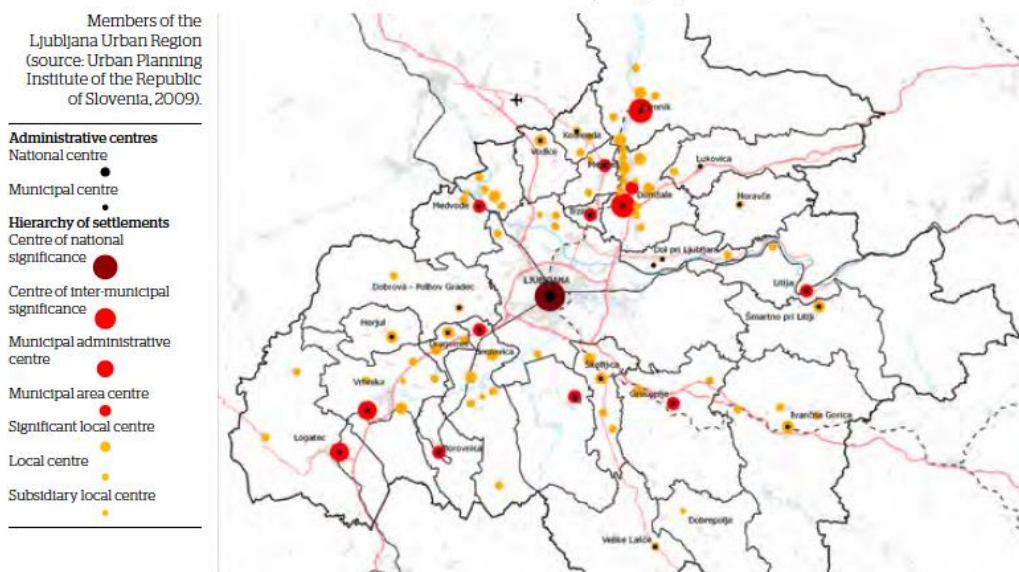 Members of the
Ljubljana Urban Region
(source: Urban Planning
Institute of the Republic
of Slovenia, 2009).
Administrative centres
National centre
Municipal centre
Hierarchy of settlements
Centre of national
significance
Centre of inter-municipal
significance
Municipal administrative
centre
Municipal area centre
Significant local centre
Local centre
Subsidiary local centre
Vodice
Lukovica
Moravče
Medvode
Domžale
Dol pri Ljubljani
LJUBLJANA
Litija
Dobrova - Polhov Gradec
Šmartno pri Litiji
Horjul
Škofljica
Vrhnika
Grosuplje
Ivančna Gorica
Logatec
Borovnica
Dobrepolje
Velike Lašče